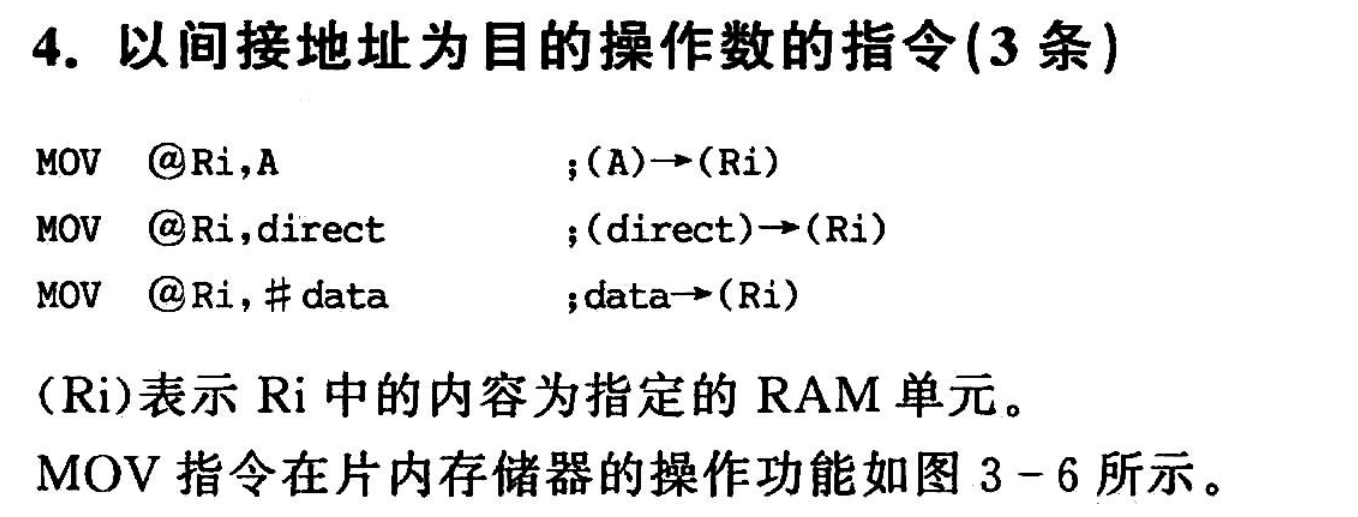 4. 以间接地址为目的操作数的指令(3 条)
MOV @Ri,A ;(A)→(Ri)
MOV @Ri,direct ;(direct)→(Ri)
MOV @Ri,#data ;data→(Ri)
(Ri)表示 Ri 中的内容为指定的 RAM 单元。
MOV 指令在片内存储器的操作功能如图 3-6 所示。